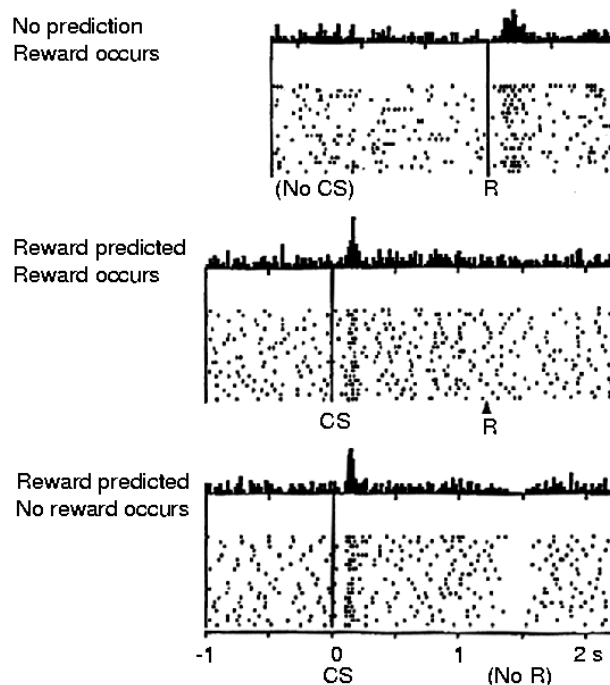 No prediction
Reward occurs
(No CS) R
Reward predicted
Reward occurs
CS R
Reward predicted
No reward occurs
-1 0 1 2 s
CS (No R)